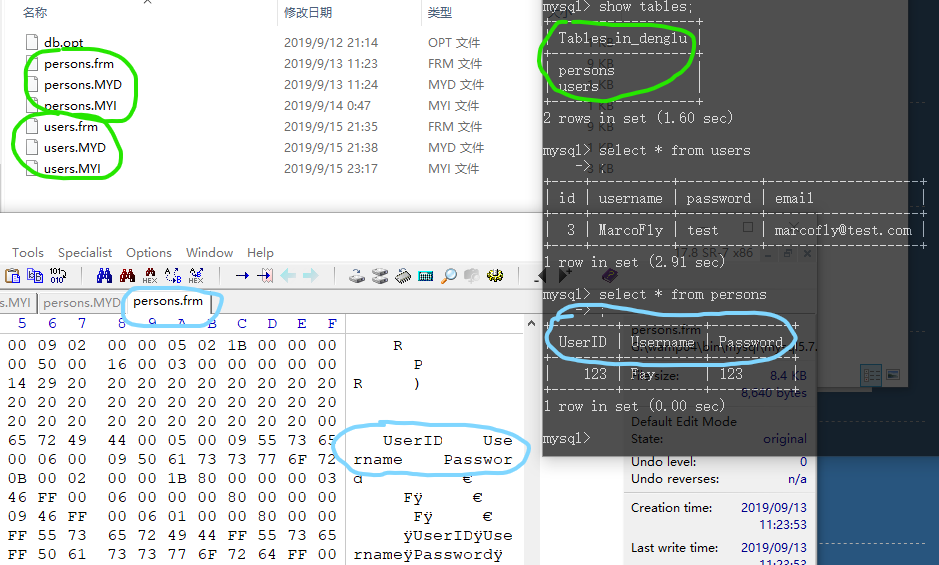 名称 修改日期 类型
db.opt 2019/9/12 21:14 OPT 文件
persons.frm 2019/9/13 11:23 FRM 文件
persons.MYD 2019/9/13 11:24 MYD 文件
persons.MYI 2019/9/14 0:47 MYI 文件
users.frm 2019/9/15 21:35 FRM 文件
users.MYD 2019/9/15 21:38 MYD 文件
users.MYI 2019/9/15 23:17 MYI 文件
mysql> show tables;
Tables_in_denglu
persons
users
2 rows in set (1.60 sec)
mysql> select * from users
-> ;
id username password email
3 MarcoFly test marcofly@test.com
1 row in set (2.91 sec)
mysql> select * from persons
-> ;
UserID Username Password
123 Fay 123
1 row in set (0.00 sec)
mysql>
Tools Specialist Options Window Help
17.8 SR-7 x86
s.MYI persons.MYD persons.frm
5 6 7 8 9 A B C D E F
00 09 02 00 00 05 02 1B 00 00 00 R
00 50 00 16 00 03 00 00 00 00 00 P
14 29 20 20 20 20 20 20 20 20 20 R )
20 20 20 20 20 20 20 20 20 20 20
20 20 20 20 20 20 20 20 20 20 20
65 72 49 44 00 05 00 09 55 73 65 UserID Use
00 06 00 09 50 61 73 73 77 6F 72 rname Passwor
0B 00 02 00 00 1B 80 00 00 00 03 d €
46 FF 00 06 00 00 00 80 00 00 00 Fÿ €
09 46 FF 00 06 01 00 00 80 00 00 Fÿ €
FF 55 73 65 72 49 44 FF 55 73 65 ÿUserIDÿUse
FF 50 61 73 73 77 6F 72 64 FF 00 rnameÿPasswordÿ
persons.frm
8.4 KB
8,640 bytes
Default Edit Mode
State: original
Undo level: 0
Undo reverses: n/a
Creation time: 2019/09/13
11:23:53
Last write time: 2019/09/13
11:23:53